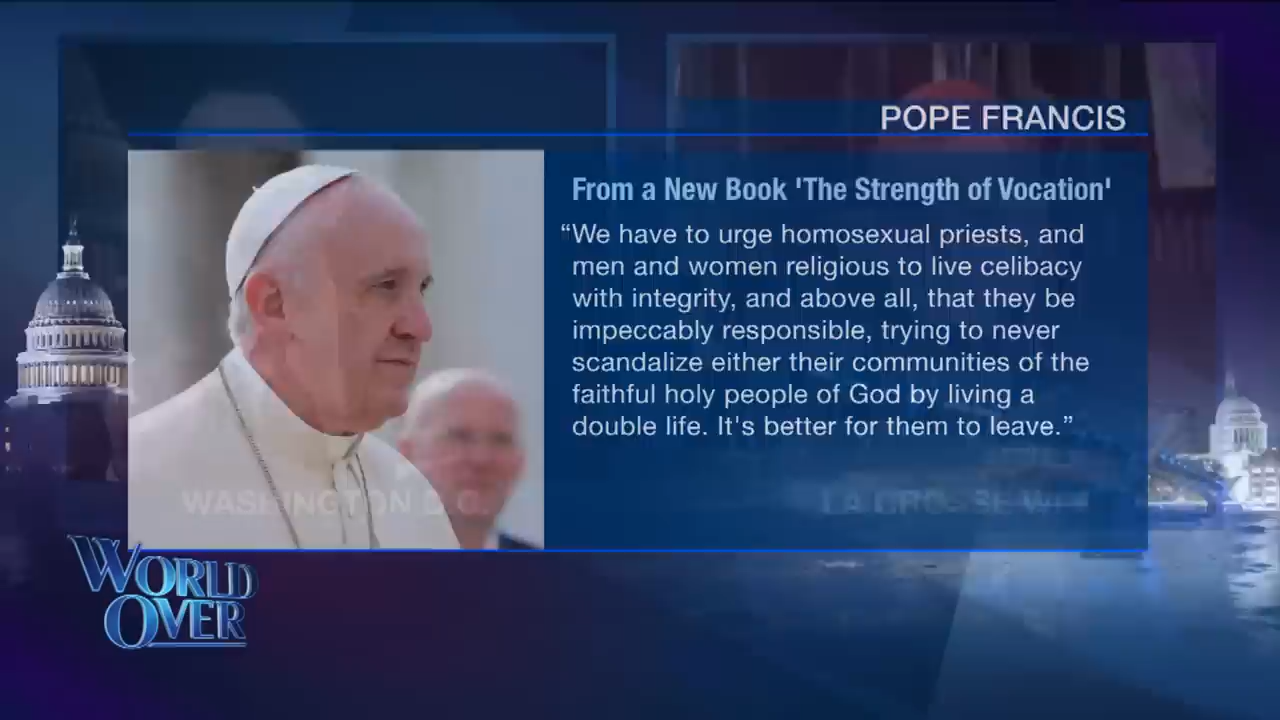 POPE FRANCIS
From a New Book 'The Strength of Vocation'
“We have to urge homosexual priests, and
men and women religious to live celibacy
with integrity, and above all, that they be
impeccably responsible, trying to never
scandalize either their communities of the
faithful holy people of God by living a
double life. It's better for them to leave.”
WASHINGTON D.C.
WORLD
OVER